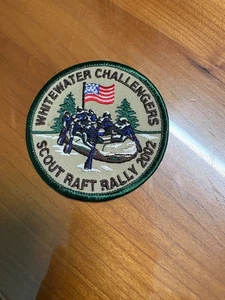 WHITEWATER CHALLENGERS
SCOUT RAFT RALLY 2002